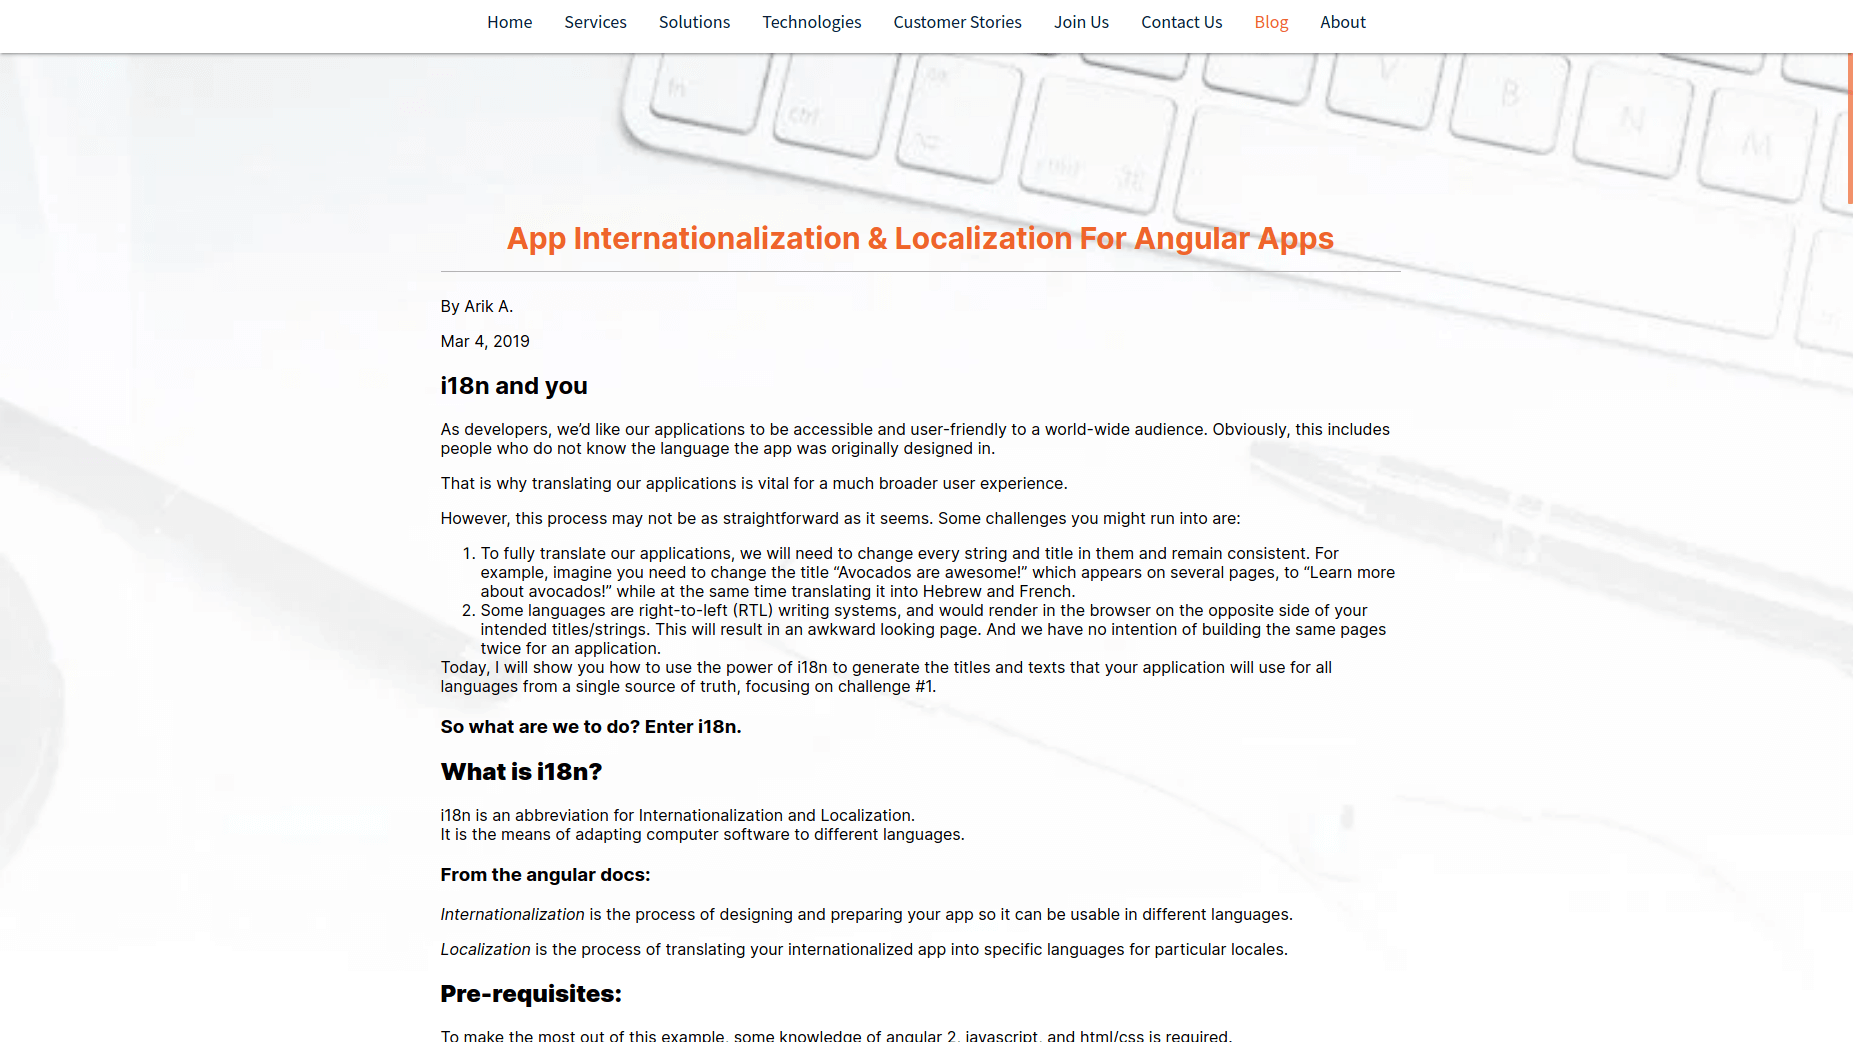 Home Services Solutions Technologies Customer Stories Join Us Contact Us Blog About
fn
ctrl
alt
cmd ⌘
V
B
N
M
App Internationalization & Localization For Angular Apps
By Arik A.
Mar 4, 2019
i18n and you
As developers, we’d like our applications to be accessible and user-friendly to a world-wide audience. Obviously, this includes
people who do not know the language the app was originally designed in.
That is why translating our applications is vital for a much broader user experience.
However, this process may not be as straightforward as it seems. Some challenges you might run into are:
1. To fully translate our applications, we will need to change every string and title in them and remain consistent. For
example, imagine you need to change the title “Avocados are awesome!” which appears on several pages, to “Learn more
about avocados!” while at the same time translating it into Hebrew and French.
2. Some languages are right-to-left (RTL) writing systems, and would render in the browser on the opposite side of your
intended titles/strings. This will result in an awkward looking page. And we have no intention of building the same pages
twice for an application.
Today, I will show you how to use the power of i18n to generate the titles and texts that your application will use for all
languages from a single source of truth, focusing on challenge #1.
So what are we to do? Enter i18n.
What is i18n?
i18n is an abbreviation for Internationalization and Localization.
It is the means of adapting computer software to different languages.
From the angular docs:
Internationalization is the process of designing and preparing your app so it can be usable in different languages.
Localization is the process of translating your internationalized app into specific languages for particular locales.
Pre-requisites:
To make the most out of this example, some knowledge of angular 2, javascript, and html/css is required.